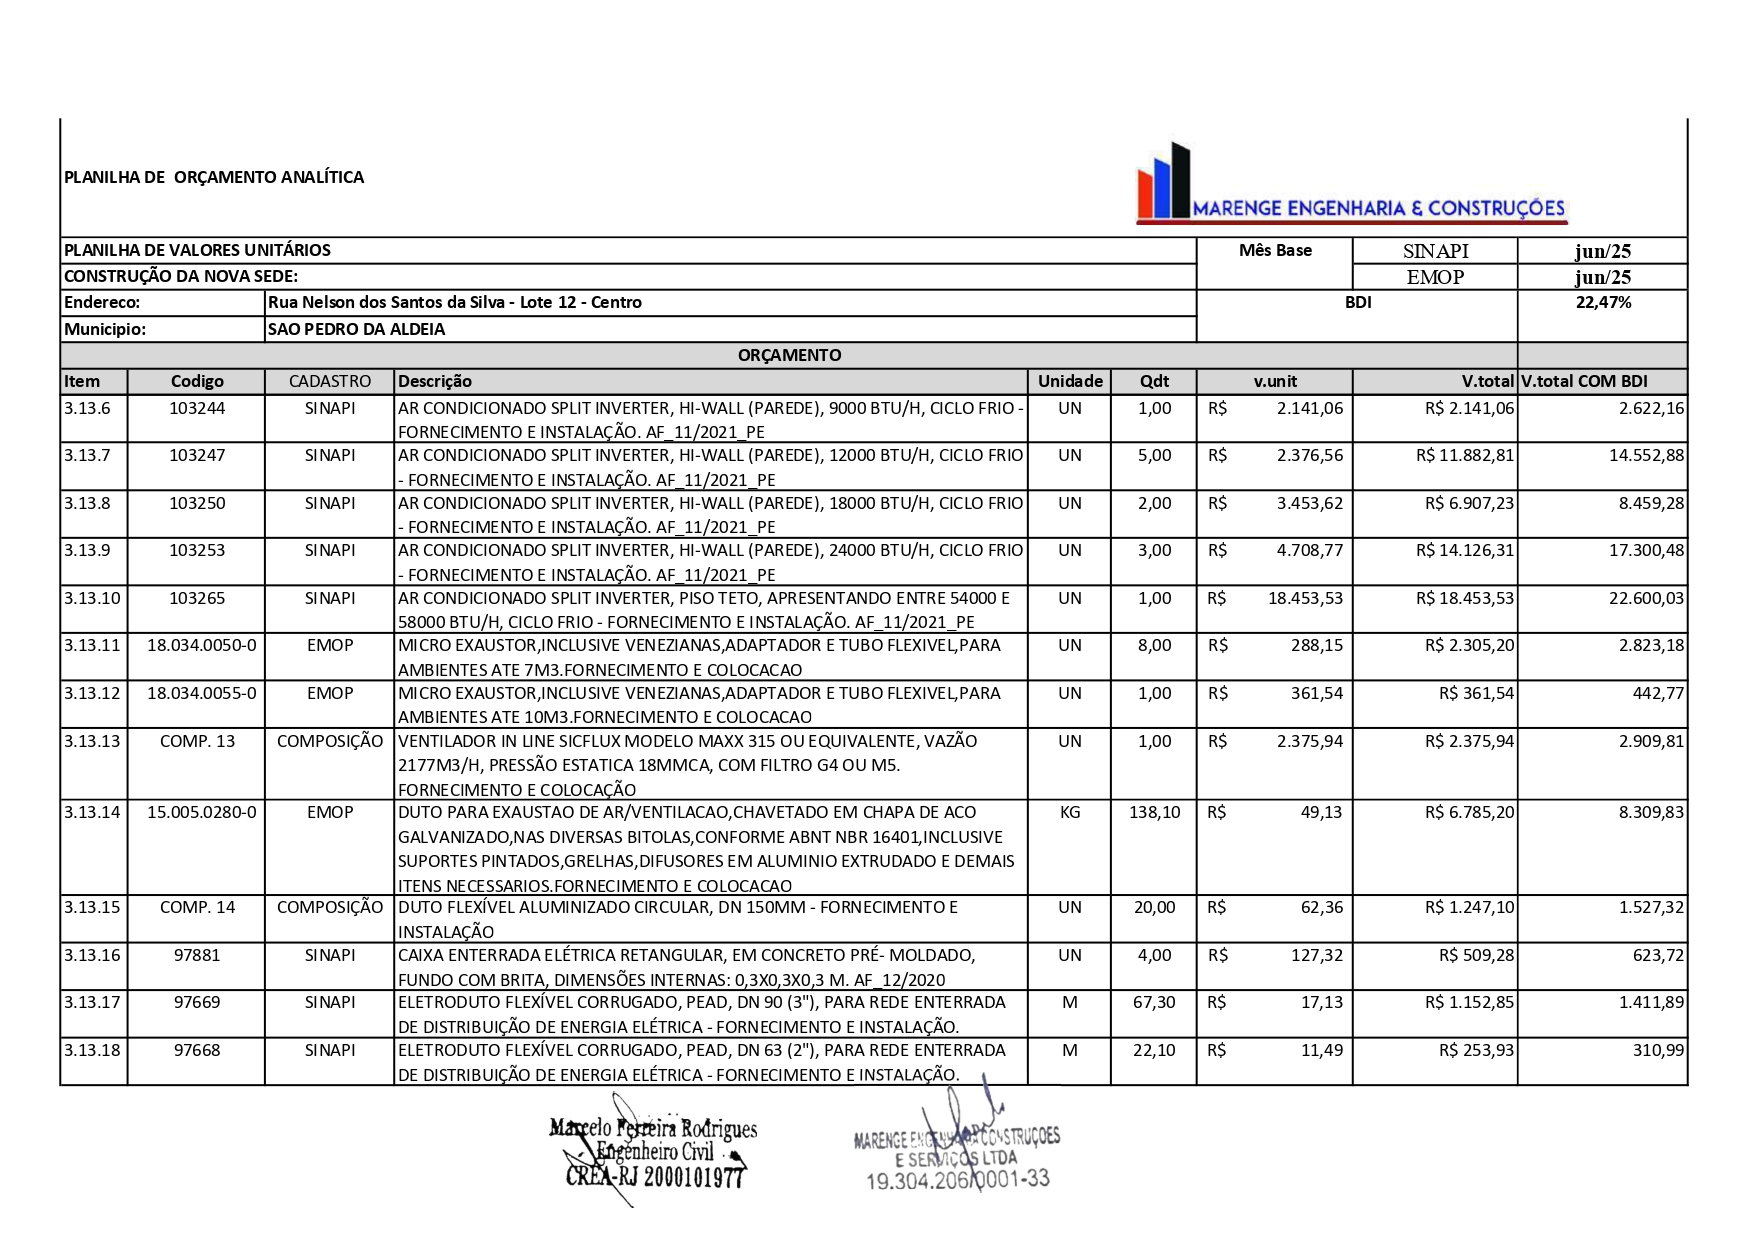 PLANILHA DE ORÇAMENTO ANALÍTICA
MARENGE ENGENHARIA & CONSTRUÇÕES
PLANILHA DE VALORES UNITÁRIOS Mês Base SINAPI jun/25
CONSTRUÇÃO DA NOVA SEDE: EMOP jun/25
Endereco: Rua Nelson dos Santos da Silva - Lote 12 - Centro BDI 22,47%
Municipio: SAO PEDRO DA ALDEIA
ORÇAMENTO
Item Codigo CADASTRO Descrição Unidade Qdt v.unit V.total V.total COM BDI
3.13.6 103244 SINAPI AR CONDICIONADO SPLIT INVERTER, HI-WALL (PAREDE), 9000 BTU/H, CICLO FRIO - UN 1,00 R$ 2.141,06 R$ 2.141,06 2.622,16
FORNECIMENTO E INSTALAÇÃO. AF_11/2021_PE
3.13.7 103247 SINAPI AR CONDICIONADO SPLIT INVERTER, HI-WALL (PAREDE), 12000 BTU/H, CICLO FRIO UN 5,00 R$ 2.376,56 R$ 11.882,81 14.552,88
- FORNECIMENTO E INSTALAÇÃO. AF_11/2021_PE
3.13.8 103250 SINAPI AR CONDICIONADO SPLIT INVERTER, HI-WALL (PAREDE), 18000 BTU/H, CICLO FRIO UN 2,00 R$ 3.453,62 R$ 6.907,23 8.459,28
- FORNECIMENTO E INSTALAÇÃO. AF_11/2021_PE
3.13.9 103253 SINAPI AR CONDICIONADO SPLIT INVERTER, HI-WALL (PAREDE), 24000 BTU/H, CICLO FRIO UN 3,00 R$ 4.708,77 R$ 14.126,31 17.300,48
- FORNECIMENTO E INSTALAÇÃO. AF_11/2021_PE
3.13.10 103265 SINAPI AR CONDICIONADO SPLIT INVERTER, PISO TETO, APRESENTANDO ENTRE 54000 E UN 1,00 R$ 18.453,53 R$ 18.453,53 22.600,03
58000 BTU/H, CICLO FRIO - FORNECIMENTO E INSTALAÇÃO. AF_11/2021_PE
3.13.11 18.034.0050-0 EMOP MICRO EXAUSTOR,INCLUSIVE VENEZIANAS,ADAPTADOR E TUBO FLEXIVEL,PARA UN 8,00 R$ 288,15 R$ 2.305,20 2.823,18
AMBIENTES ATE 7M3.FORNECIMENTO E COLOCACAO
3.13.12 18.034.0055-0 EMOP MICRO EXAUSTOR,INCLUSIVE VENEZIANAS,ADAPTADOR E TUBO FLEXIVEL,PARA UN 1,00 R$ 361,54 R$ 361,54 442,77
AMBIENTES ATE 10M3.FORNECIMENTO E COLOCACAO
3.13.13 COMP. 13 COMPOSIÇÃO VENTILADOR IN LINE SICFLUX MODELO MAXX 315 OU EQUIVALENTE, VAZÃO UN 1,00 R$ 2.375,94 R$ 2.375,94 2.909,81
2177M3/H, PRESSÃO ESTATICA 18MMCA, COM FILTRO G4 OU M5.
FORNECIMENTO E COLOCAÇÃO
3.13.14 15.005.0280-0 EMOP DUTO PARA EXAUSTAO DE AR/VENTILACAO,CHAVETADO EM CHAPA DE ACO KG 138,10 R$ 49,13 R$ 6.785,20 8.309,83
GALVANIZADO,NAS DIVERSAS BITOLAS,CONFORME ABNT NBR 16401,INCLUSIVE
SUPORTES PINTADOS,GRELHAS,DIFUSORES EM ALUMINIO EXTRUDADO E DEMAIS
ITENS NECESSARIOS.FORNECIMENTO E COLOCACAO
3.13.15 COMP. 14 COMPOSIÇÃO DUTO FLEXÍVEL ALUMINIZADO CIRCULAR, DN 150MM - FORNECIMENTO E UN 20,00 R$ 62,36 R$ 1.247,10 1.527,32
INSTALAÇÃO
3.13.16 97881 SINAPI CAIXA ENTERRADA ELÉTRICA RETANGULAR, EM CONCRETO PRÉ- MOLDADO, UN 4,00 R$ 127,32 R$ 509,28 623,72
FUNDO COM BRITA, DIMENSÕES INTERNAS: 0,3X0,3X0,3 M. AF_12/2020
3.13.17 97669 SINAPI ELETRODUTO FLEXÍVEL CORRUGADO, PEAD, DN 90 (3"), PARA REDE ENTERRADA M 67,30 R$ 17,13 R$ 1.152,85 1.411,89
DE DISTRIBUIÇÃO DE ENERGIA ELÉTRICA - FORNECIMENTO E INSTALAÇÃO.
3.13.18 97668 SINAPI ELETRODUTO FLEXÍVEL CORRUGADO, PEAD, DN 63 (2"), PARA REDE ENTERRADA M 22,10 R$ 11,49 R$ 253,93 310,99
DE DISTRIBUIÇÃO DE ENERGIA ELÉTRICA - FORNECIMENTO E INSTALAÇÃO.
Marcelo Ferreira Rodrigues
Engenheiro Civil
CREA-RJ 2000101977
MARENGE ENGENHARIA CONSTRUÇOES
E SERVIÇOS LTDA
19.304.206/0001-33